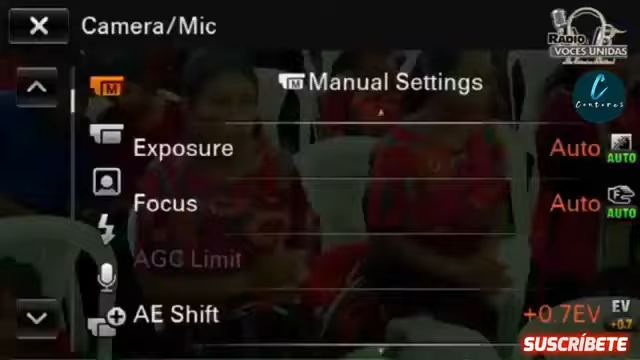 Camera/Mic
RADIO
VOCES UNIDAS
Manual Settings
Contores
Exposure
Auto
AUTO
Focus
Auto
AUTO
AGC Limit
AE Shift
+0.7EV
EV
+0.7
SUSCRÍBETE